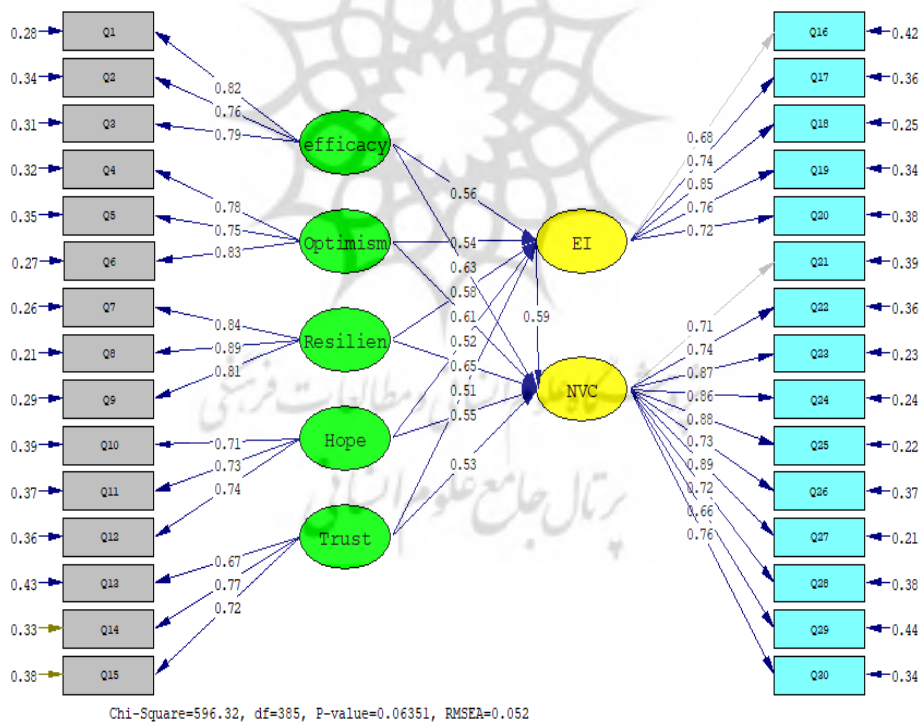 0.28 Q1
0.34 Q2
0.31 Q3
0.32 Q4
0.35 Q5
0.27 Q6
0.26 Q7
0.21 Q8
0.29 Q9
0.39 Q10
0.37 Q11
0.36 Q12
0.43 Q13
0.33 Q14
0.38 Q15
0.82
0.76
0.79
0.78
0.75
0.83
0.84
0.89
0.81
0.71
0.73
0.74
0.67
0.77
0.72
efficacy
Optimism
Resilien
Hope
Trust
0.56
0.54
0.63
0.58
0.61
0.52
0.65
0.51
0.55
0.53
EI
0.59
NVC
0.68
0.74
0.85
0.76
0.72
0.71
0.74
0.87
0.86
0.88
0.73
0.89
0.72
0.66
0.76
Q16 0.42
Q17 0.36
Q18 0.25
Q19 0.34
Q20 0.38
Q21 0.39
Q22 0.36
Q23 0.23
Q24 0.24
Q25 0.22
Q26 0.37
Q27 0.21
Q28 0.38
Q29 0.44
Q30 0.34
پژوهشگاه علوم انسانی و مطالعات فرهنگی
پرتال جامع علوم انسانی
Chi-Square=596.32, df=385, P-value=0.06351, RMSEA=0.052